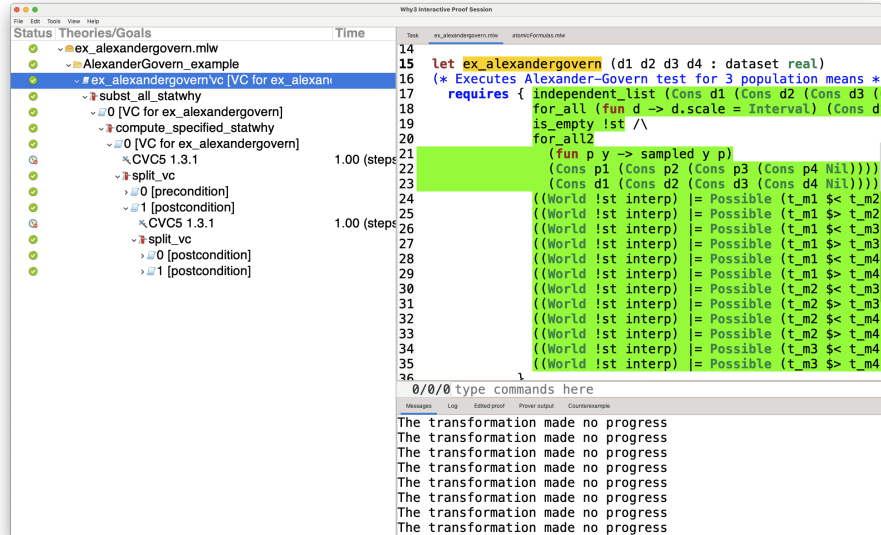 Why3 Interactive Proof Session
File Edit Tools View Help
Status Theories/Goals Time
ex_alexandergovern.mlw
AlexanderGovern_example
ex_alexandergovern'vc [VC for ex_alexan
subst_all_statwhy
0 [VC for ex_alexandergovern]
compute_specified_statwhy
0 [VC for ex_alexandergovern]
CVC5 1.3.1 1.00 (steps
split_vc
0 [precondition]
1 [postcondition]
CVC5 1.3.1 1.00 (steps
split_vc
0 [postcondition]
1 [postcondition]
Task ex_alexandergovern.mlw atomicFormulas.mlw
14
15 let ex_alexandergovern (d1 d2 d3 d4 : dataset real)
16 (* Executes Alexander-Govern test for 3 population means *
17 requires { independent_list (Cons d1 (Cons d2 (Cons d3 (
18 for_all (fun d -> d.scale = Interval) (Cons d
19 is_empty !st /\
20 for_all2
21 (fun p y -> sampled y p)
22 (Cons p1 (Cons p2 (Cons p3 (Cons p4 Nil))))
23 (Cons d1 (Cons d2 (Cons d3 (Cons d4 Nil))))
24 ((World !st interp) |= Possible (t_m1 $< t_m2
25 ((World !st interp) |= Possible (t_m1 $> t_m2
26 ((World !st interp) |= Possible (t_m1 $< t_m3
27 ((World !st interp) |= Possible (t_m1 $> t_m3
28 ((World !st interp) |= Possible (t_m1 $< t_m4
29 ((World !st interp) |= Possible (t_m1 $> t_m4
30 ((World !st interp) |= Possible (t_m2 $< t_m3
31 ((World !st interp) |= Possible (t_m2 $> t_m3
32 ((World !st interp) |= Possible (t_m2 $< t_m4
33 ((World !st interp) |= Possible (t_m2 $> t_m4
34 ((World !st interp) |= Possible (t_m3 $< t_m4
35 ((World !st interp) |= Possible (t_m3 $> t_m4
36 }
0/0/0 type commands here
Messages Log Edited proof Prover output Counterexample
The transformation made no progress
The transformation made no progress
The transformation made no progress
The transformation made no progress
The transformation made no progress
The transformation made no progress
The transformation made no progress
The transformation made no progress